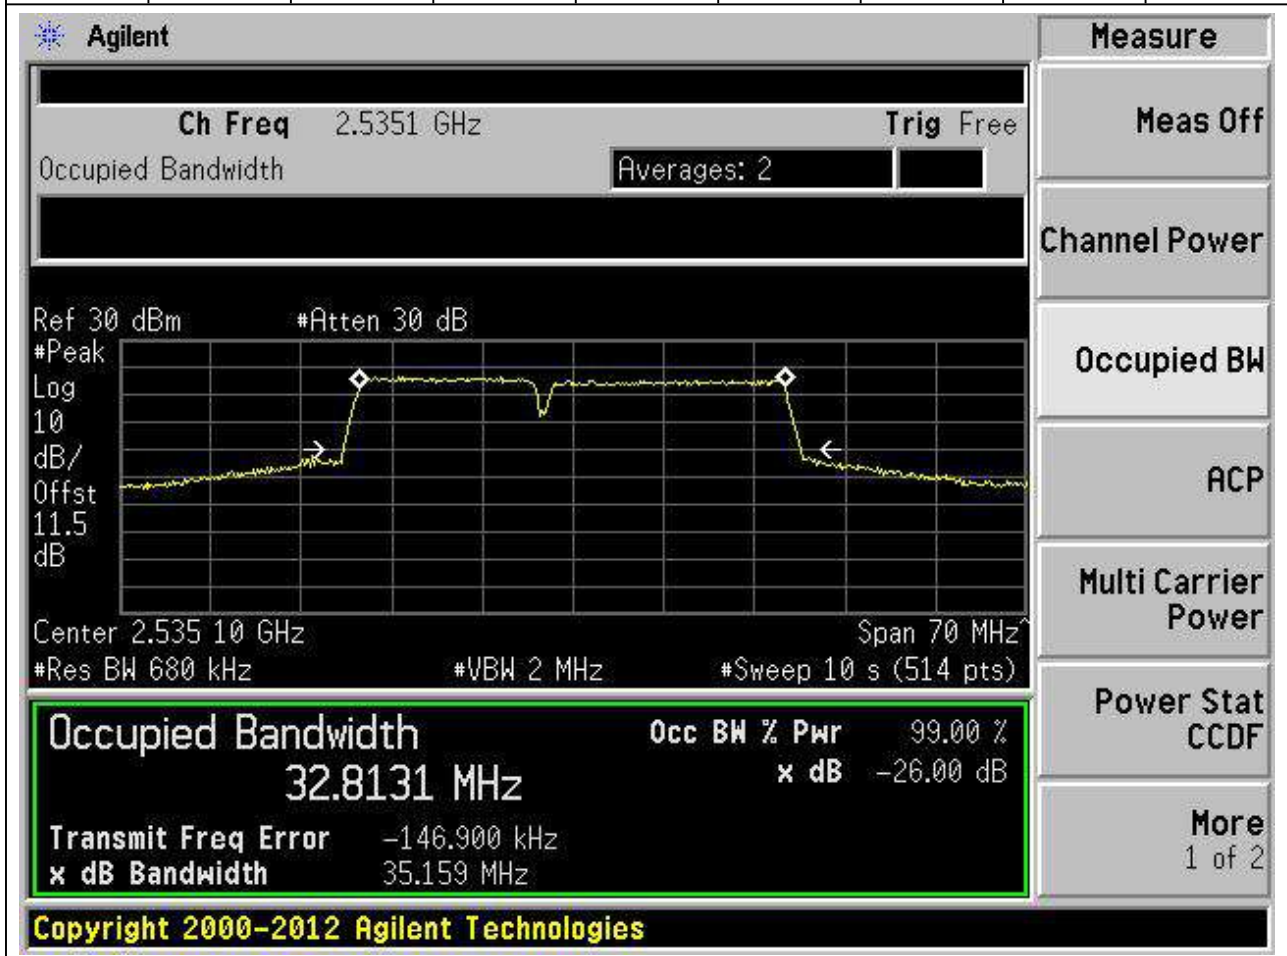 Agilent
Measure
Ch Freq 2.5351 GHz Trig Free
Occupied Bandwidth Averages: 2
Ref 30 dBm #Atten 30 dB
#Peak
Log
10
dB/
Offst
11.5
dB
Center 2.535 10 GHz Span 70 MHz^
#Res BW 680 kHz #VBW 2 MHz #Sweep 10 s (514 pts)
Occupied Bandwidth Occ BW % Pwr 99.00 %
32.8131 MHz x dB -26.00 dB
Transmit Freq Error -146.900 kHz
x dB Bandwidth 35.159 MHz
Meas Off
Channel Power
Occupied BW
ACP
Multi Carrier
Power
Power Stat
CCDF
More
1 of 2
Copyright 2000-2012 Agilent Technologies